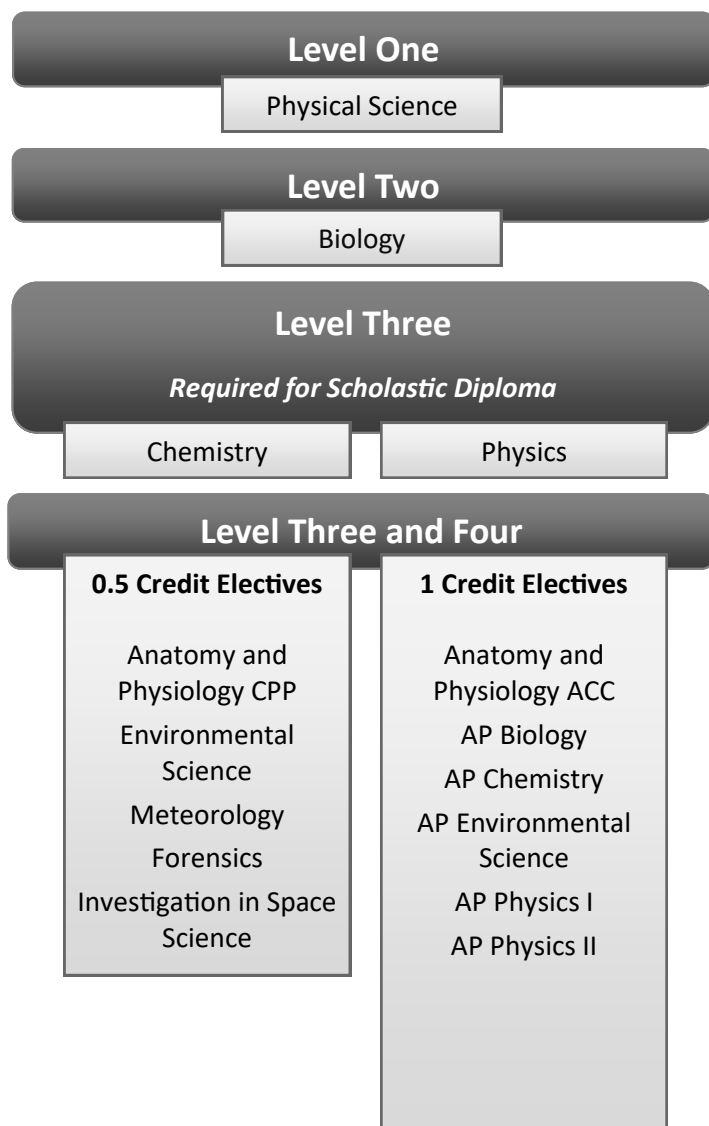 Level One
Physical Science
Level Two
Biology
Level Three
Required for Scholastic Diploma
Chemistry
Physics
Level Three and Four
0.5 Credit Electives
Anatomy and
Physiology CPP
Environmental
Science
Meteorology
Forensics
Investigation in Space
Science
1 Credit Electives
Anatomy and
Physiology ACC
AP Biology
AP Chemistry
AP Environmental
Science
AP Physics I
AP Physics II